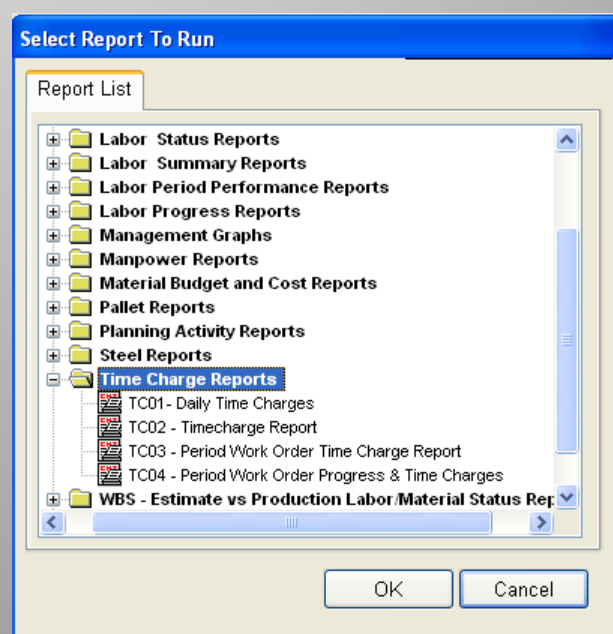 Select Report To Run
Report List
Labor Status Reports
Labor Summary Reports
Labor Period Performance Reports
Labor Progress Reports
Management Graphs
Manpower Reports
Material Budget and Cost Reports
Pallet Reports
Planning Activity Reports
Steel Reports
Time Charge Reports
TC01- Daily Time Charges
TC02 - Timecharge Report
TC03 - Period Work Order Time Charge Report
TC04 - Period Work Order Progress & Time Charges
WBS - Estimate vs Production Labor/Material Status Rep
OK Cancel